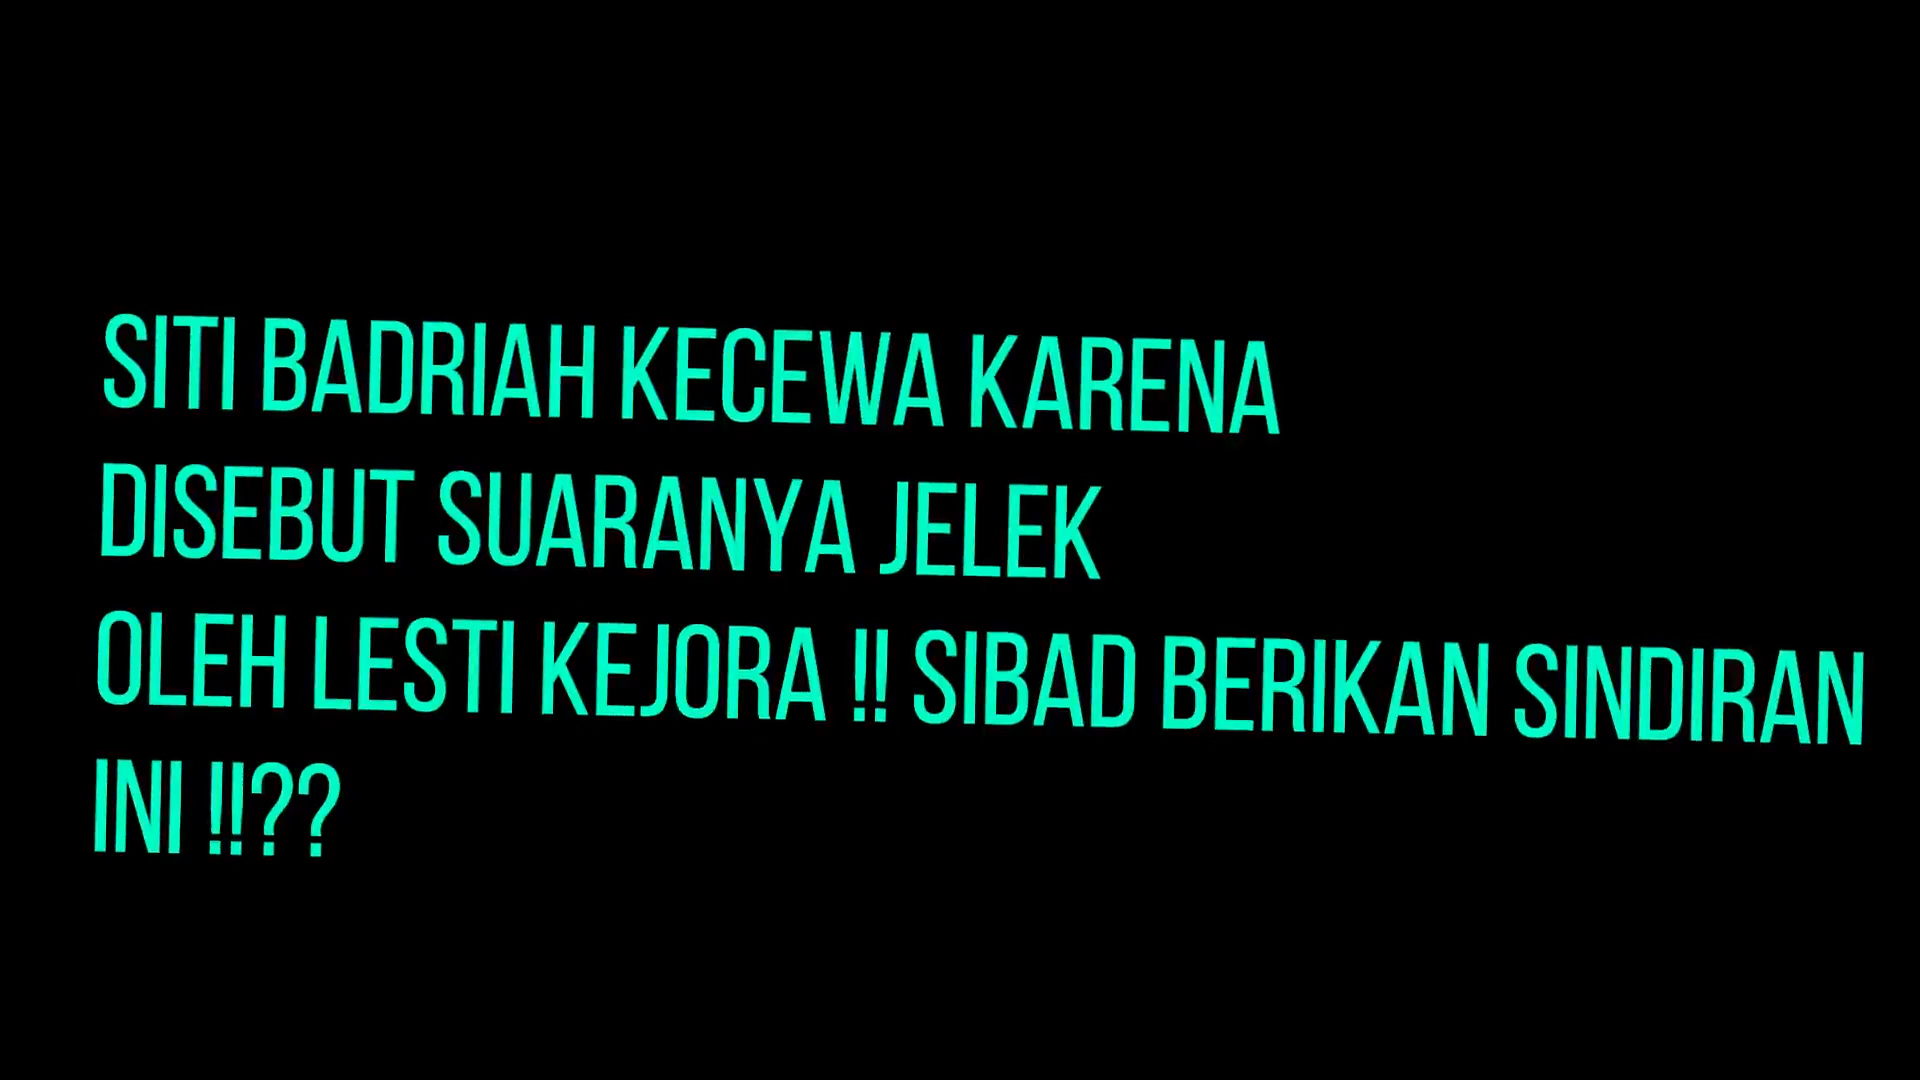 SITI BADRIAH KECEWA KARENA
DISEBUT SUARANYA JELEK
OLEH LESTI KEJORA !! SIBAD BERIKAN SINDIRAN
INI !!??